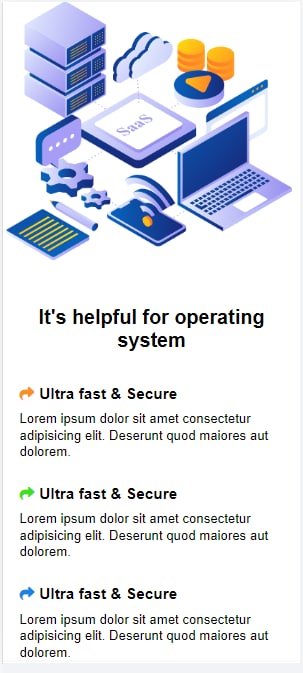 SaaS
It's helpful for operating
system
Ultra fast & Secure
Lorem ipsum dolor sit amet consectetur
adipisicing elit. Deserunt quod maiores aut
dolorem.
Ultra fast & Secure
Lorem ipsum dolor sit amet consectetur
adipisicing elit. Deserunt quod maiores aut
dolorem.
Ultra fast & Secure
Lorem ipsum dolor sit amet consectetur
adipisicing elit. Deserunt quod maiores aut
dolorem.